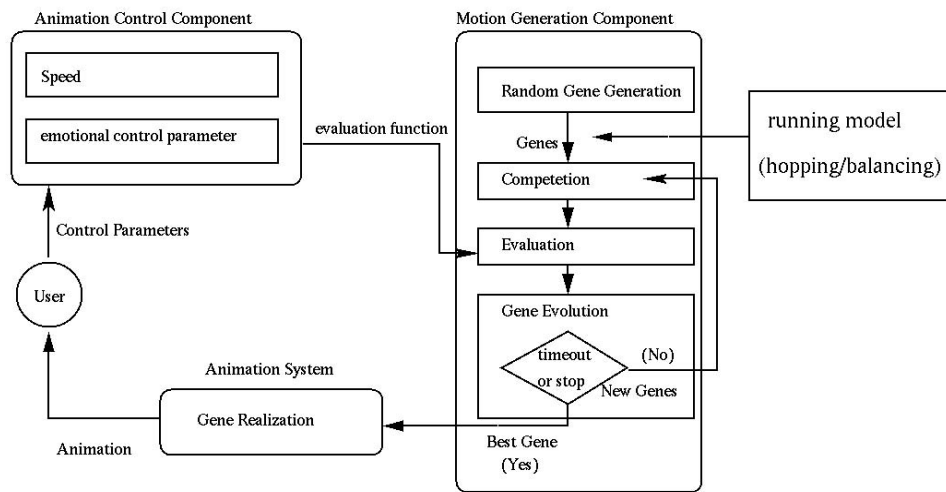 Animation Control Component
Speed
emotional control parameter
evaluation function
Control Parameters
User
Animation
Animation System
Gene Realization
Motion Generation Component
Random Gene Generation
Genes
Competetion
Evaluation
Gene Evolution
timeout
or stop
(No)
New Genes
Best Gene
(Yes)
running model
(hopping/balancing)